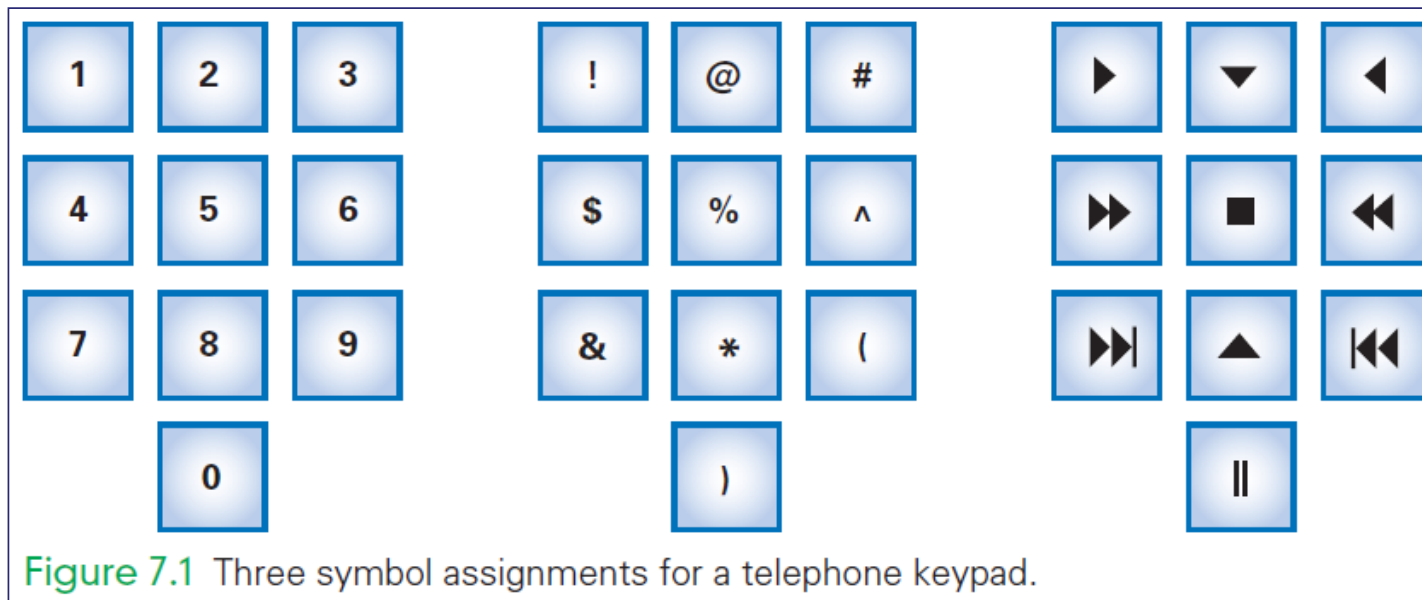 1 2 3 ! @ # ▶ ▼ ◀
4 5 6 $ % ^ ▶▶ ■ ◀◀
7 8 9 & * ( ▶▶| ▲ |◀◀
0 ) ||
Figure 7.1 Three symbol assignments for a telephone keypad.